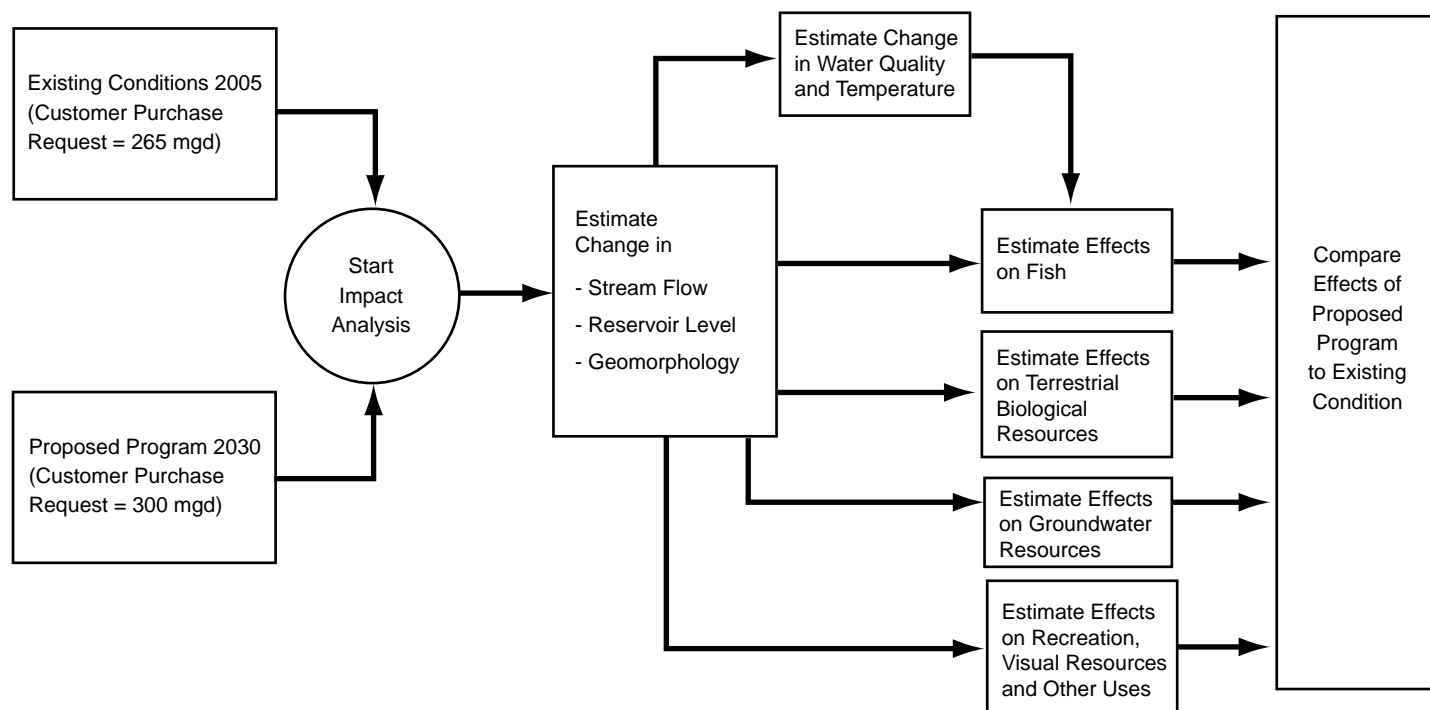 Existing Conditions 2005
(Customer Purchase
Request = 265 mgd)
Proposed Program 2030
(Customer Purchase
Request = 300 mgd)
Start
Impact
Analysis
Estimate
Change in
- Stream Flow
- Reservoir Level
- Geomorphology
Estimate Change
in Water Quality
and Temperature
Estimate Effects
on Fish
Estimate Effects
on Terrestrial
Biological
Resources
Estimate Effects
on Groundwater
Resources
Estimate Effects
on Recreation,
Visual Resources
and Other Uses
Compare
Effects of
Proposed
Program
to Existing
Condition